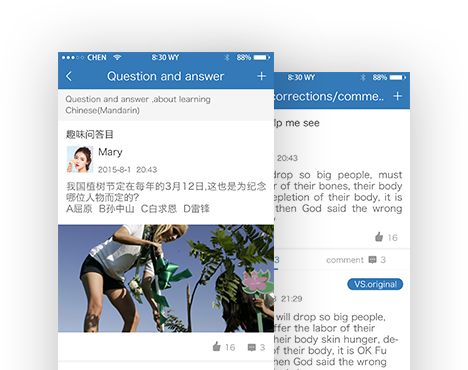 CHEN 8:30 WY 88%
Question and answer
Question and answer .about learning
Chinese(Mandarin)
趣味问答目
Mary
2015-8-1 20:43
我国植树节定在每年的3月12日,这也是为纪念
哪位人物而定的?
A屈原 B孙中山 C白求恩 D雷锋
16 3
8:30 WY 88%
corrections/comme..
lp me see
20:43
drop so big people, must
r of their bones, their body
epletion of their body, it is
then God said the wrong
16
3 comment 3
VS.original
8 21:29
will drop so big people,
ffer the labor of their
their body skin hunger, de-
of their body, it is OK Fu
God said the wrong